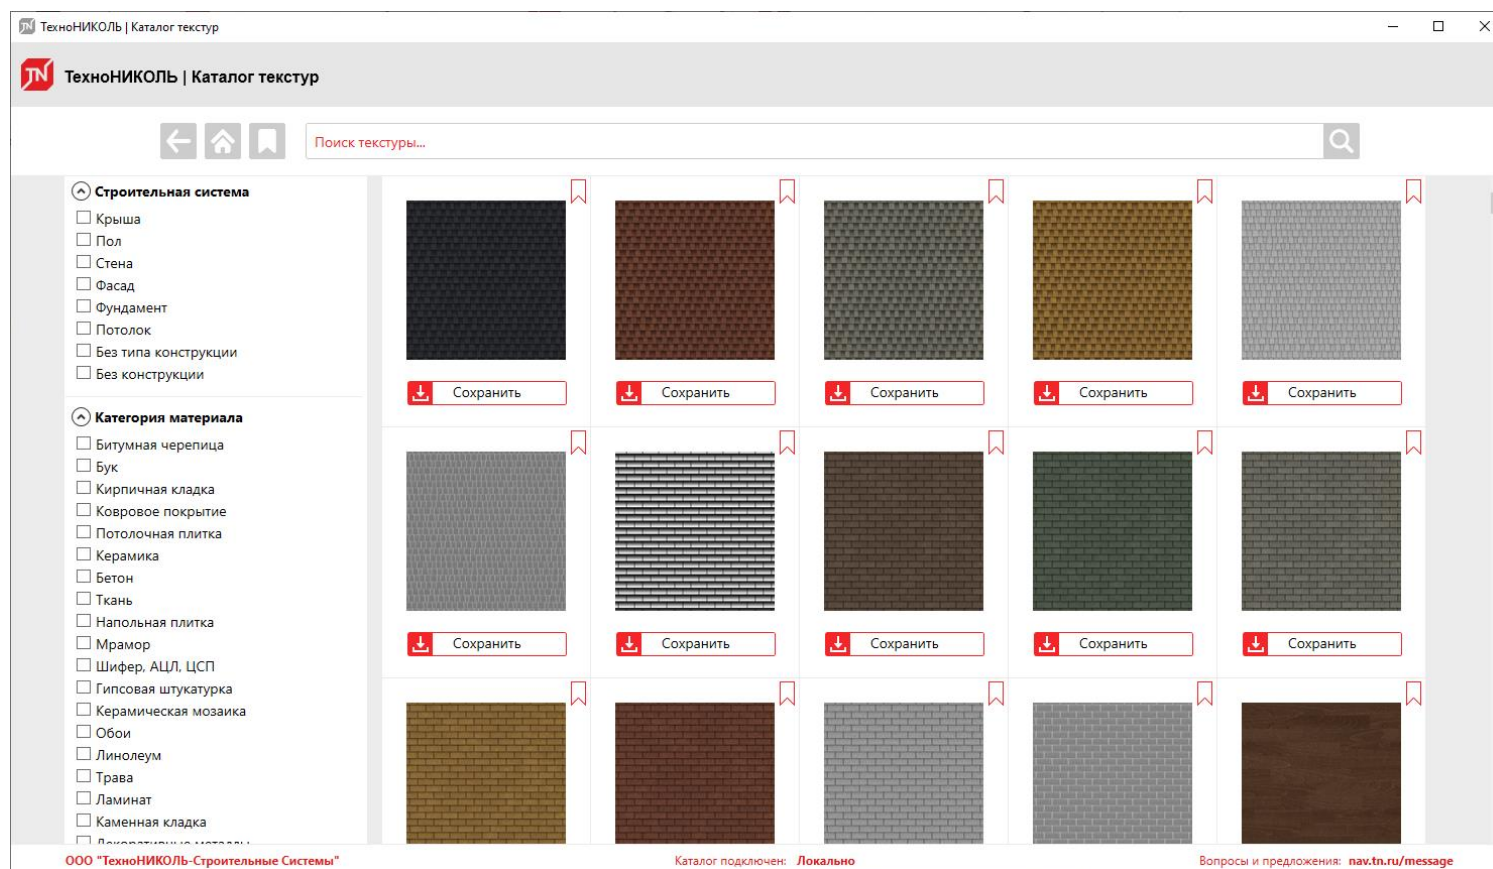 ТехноНИКОЛЬ | Каталог текстур
ТехноНИКОЛЬ | Каталог текстур
Поиск текстуры...
Строительная система
Крыша
Пол
Стена
Фасад
Фундамент
Потолок
Без типа конструкции
Без конструкции
Категория материала
Битумная черепица
Бук
Кирпичная кладка
Ковровое покрытие
Потолочная плитка
Керамика
Бетон
Ткань
Напольная плитка
Мрамор
Шифер, АЦЛ, ЦСП
Гипсовая штукатурка
Керамическая мозаика
Обои
Линолеум
Трава
Ламинат
Каменная кладка
Декоративные металлы
Сохранить Сохранить Сохранить Сохранить Сохранить
Сохранить Сохранить Сохранить Сохранить Сохранить
ООО "ТехноНИКОЛЬ-Строительные Системы" Каталог подключен: Локально Вопросы и предложения: nav.tn.ru/message